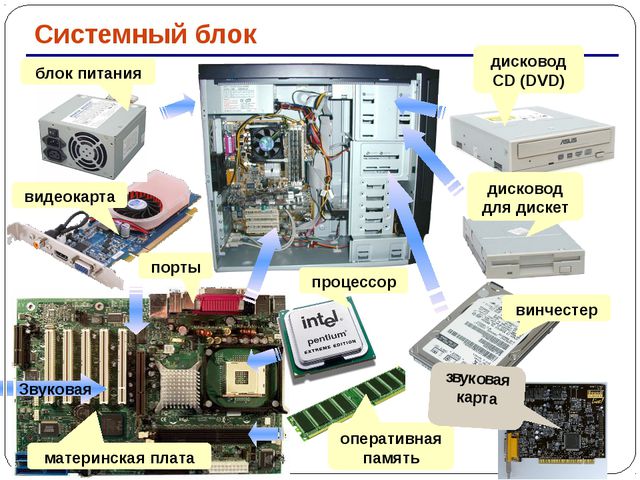 Системный блок
блок питания
дисковод
CD (DVD)
ASUS
видеокарта
дисковод
для дискет
порты
процессор
intel
pentium
EXTREME EDITION
винчестер
Звуковая
звуковая
карта
оперативная
память
материнская плата